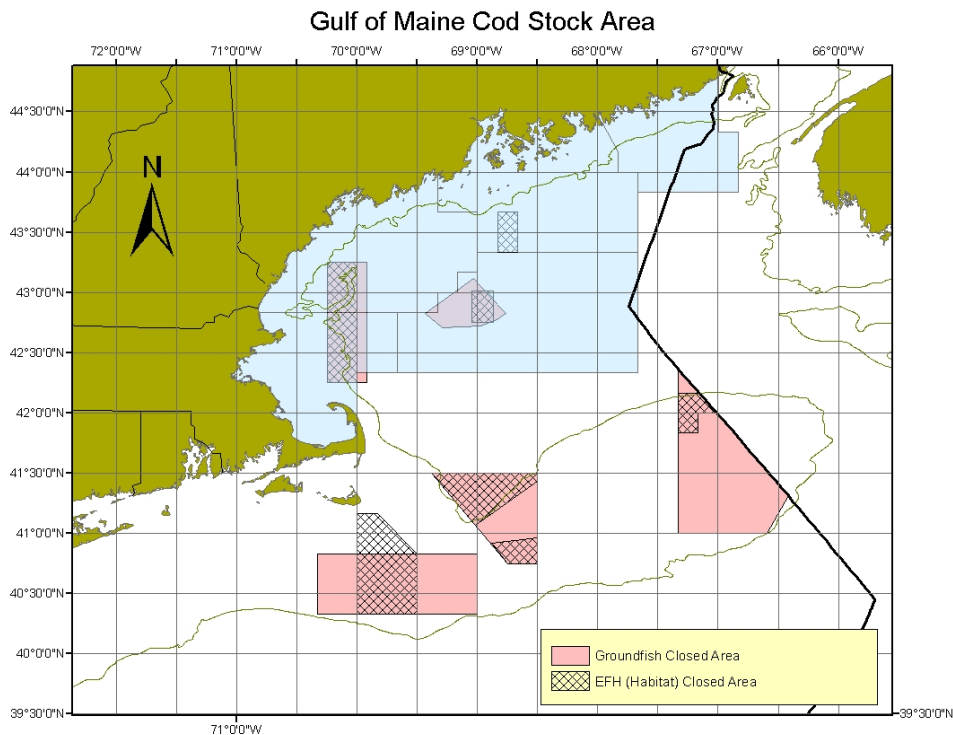 Gulf of Maine Cod Stock Area
72°0'0"W 71°0'0"W 70°0'0"W 69°0'0"W 68°0'0"W 67°0'0"W 66°0'0"W
44°30'0"N
44°0'0"N
N
43°30'0"N
43°0'0"N
42°30'0"N
42°0'0"N
41°30'0"N
41°0'0"N
40°30'0"N
40°0'0"N
Groundfish Closed Area
EFH (Habitat) Closed Area
39°30'0"N 39°30'0"N
71°0'0"W